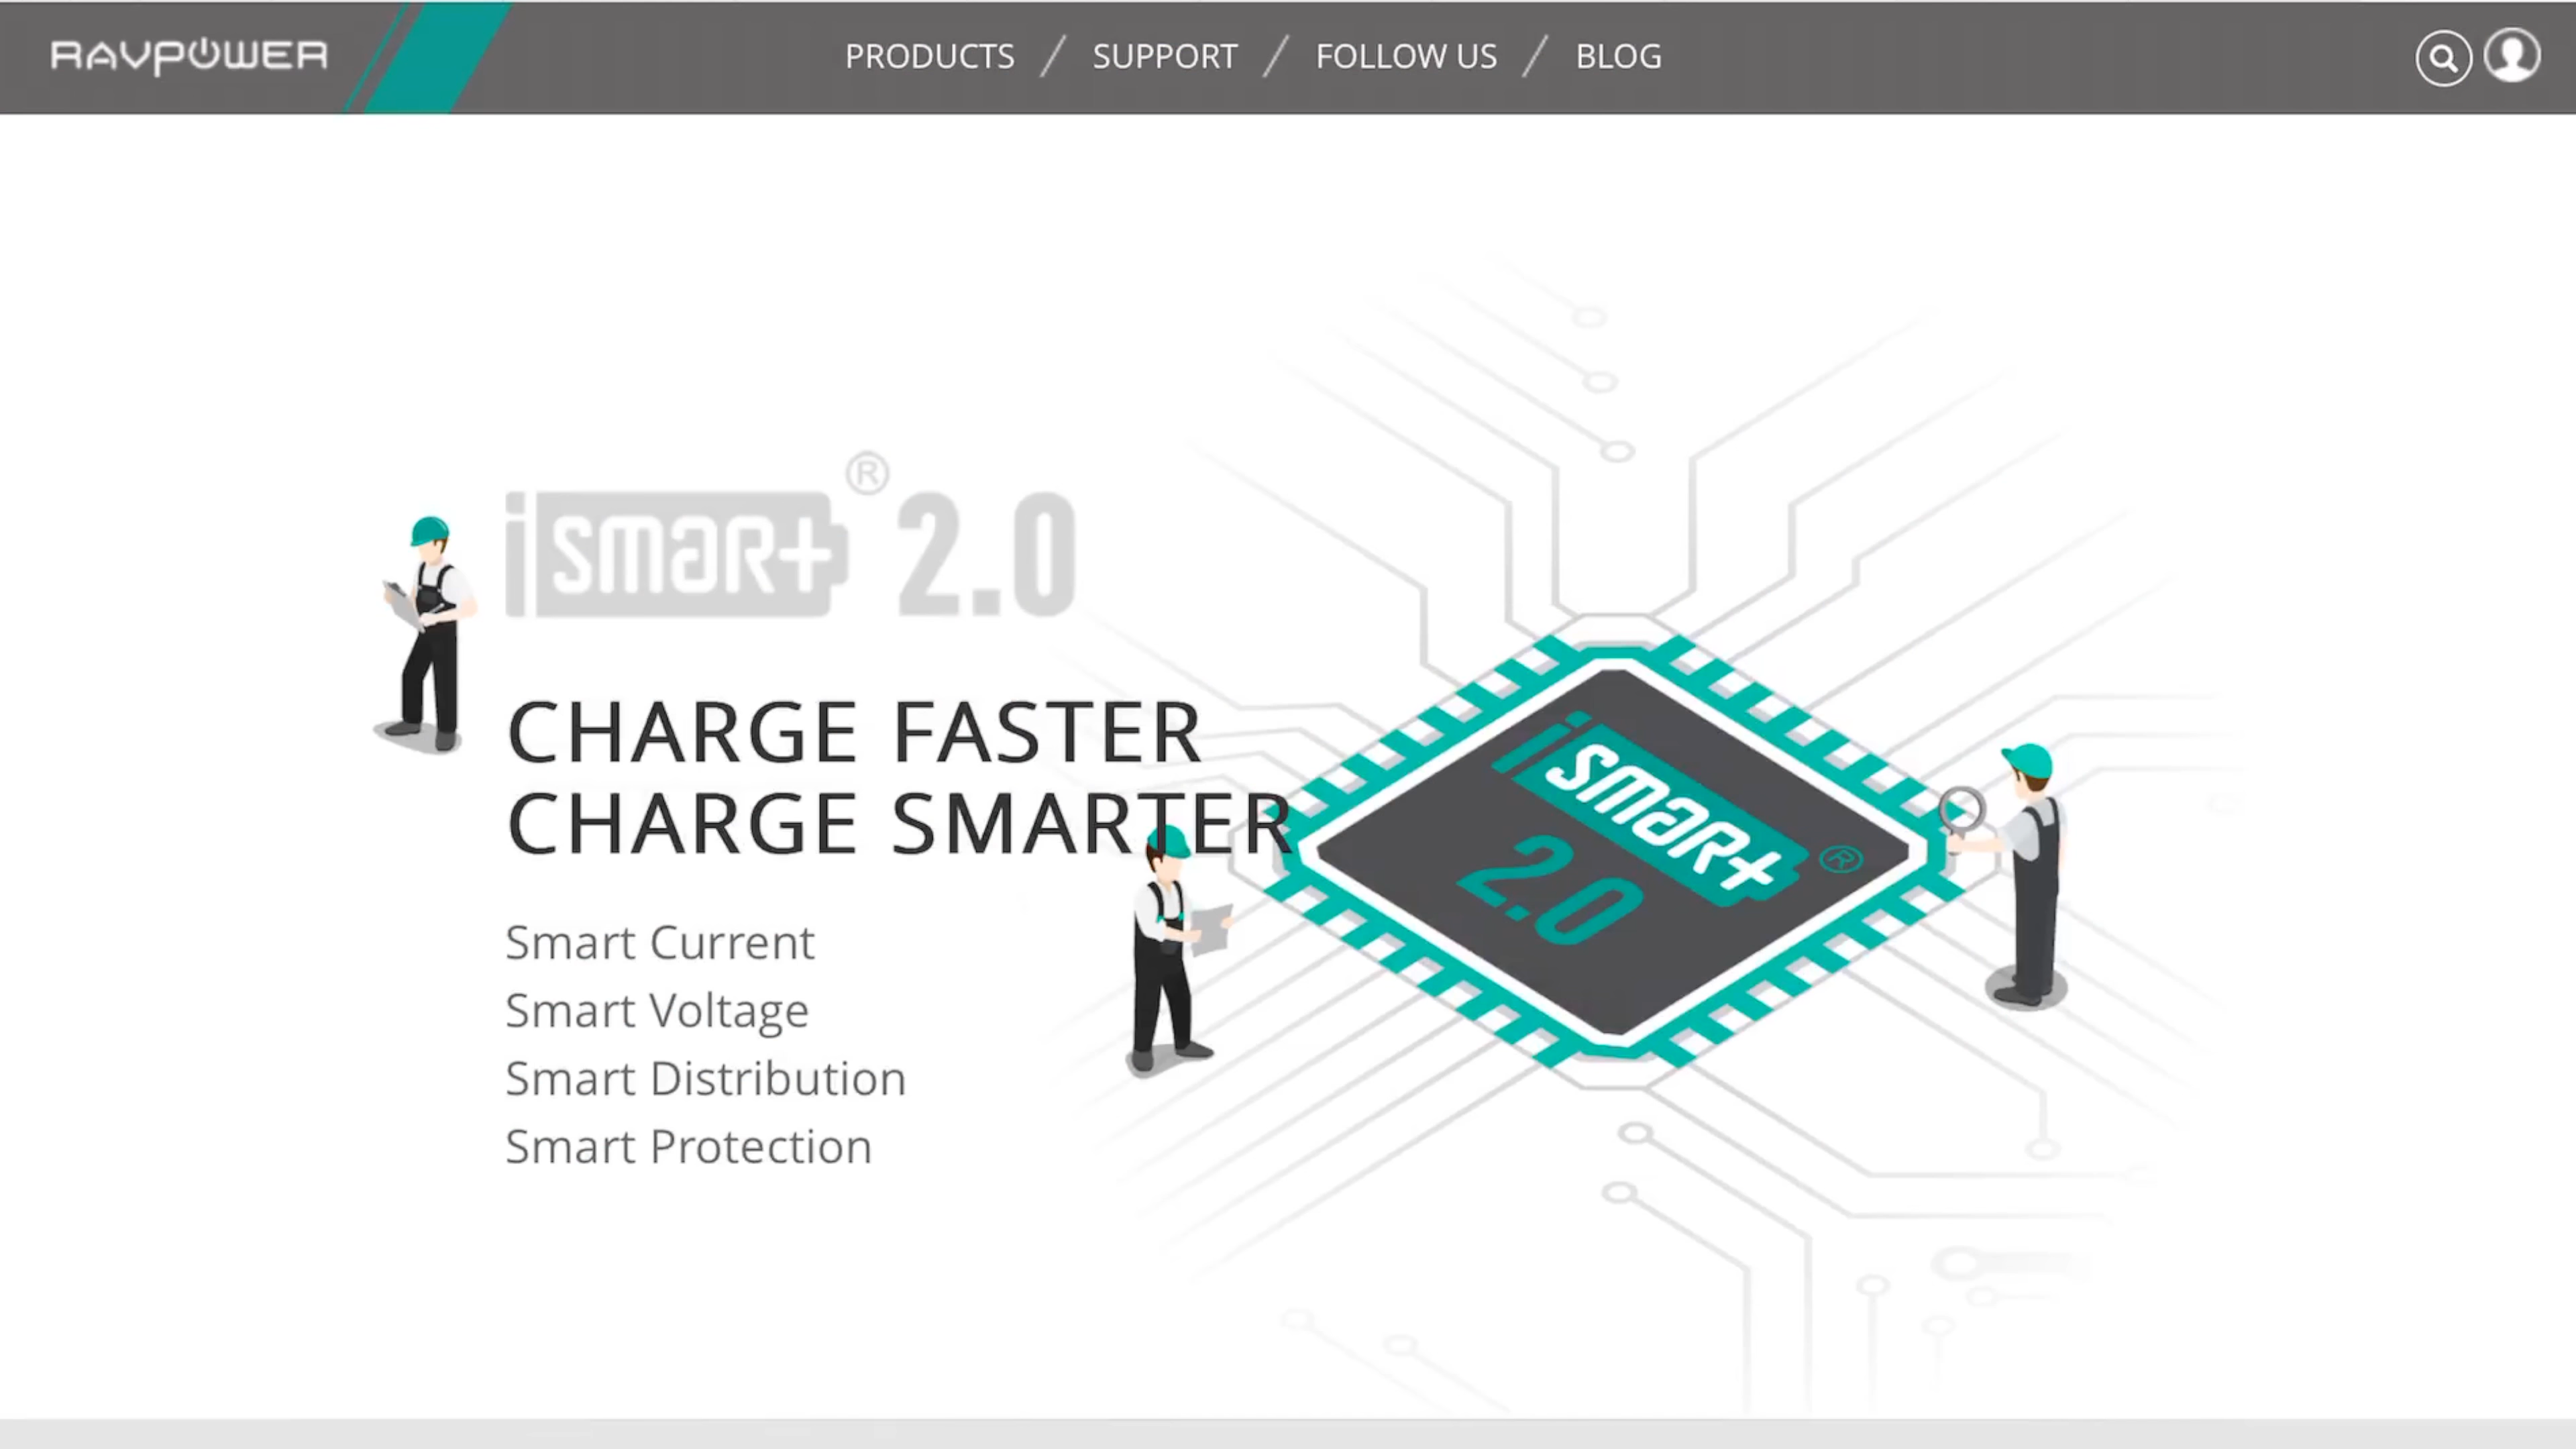 RAVPOWER
PRODUCTS / SUPPORT / FOLLOW US / BLOG
ismart® 2.0
CHARGE FASTER
CHARGE SMARTER
Smart Current
Smart Voltage
Smart Distribution
Smart Protection
ismart®
2.0